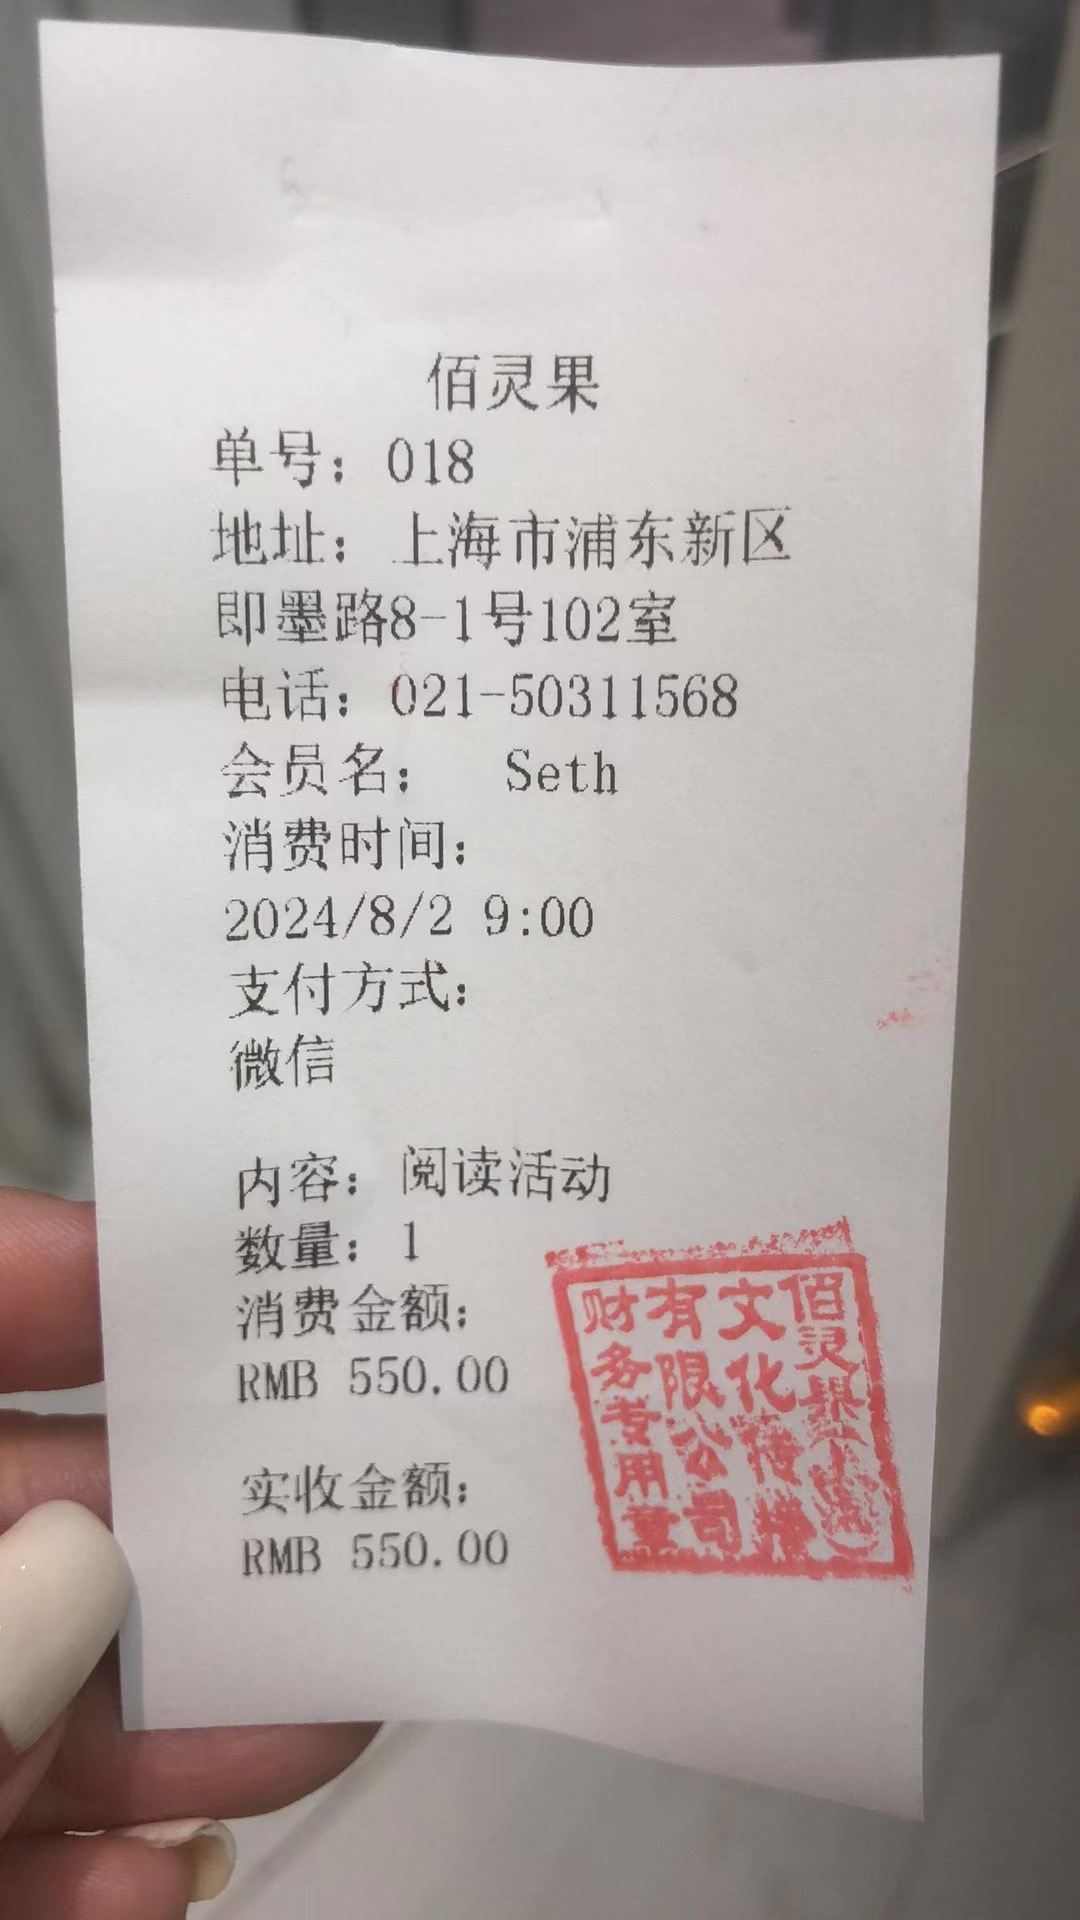 佰灵果
单号：018
地址：上海市浦东新区
即墨路8-1号102室
电话：021-50311568
会员名： Seth
消费时间：
2024/8/2 9:00
支付方式：
微信
内容：阅读活动
数量：1
消费金额：
RMB 550.00
实收金额：
RMB 550.00
佰灵果
文化传播
有限公司
财务专用章